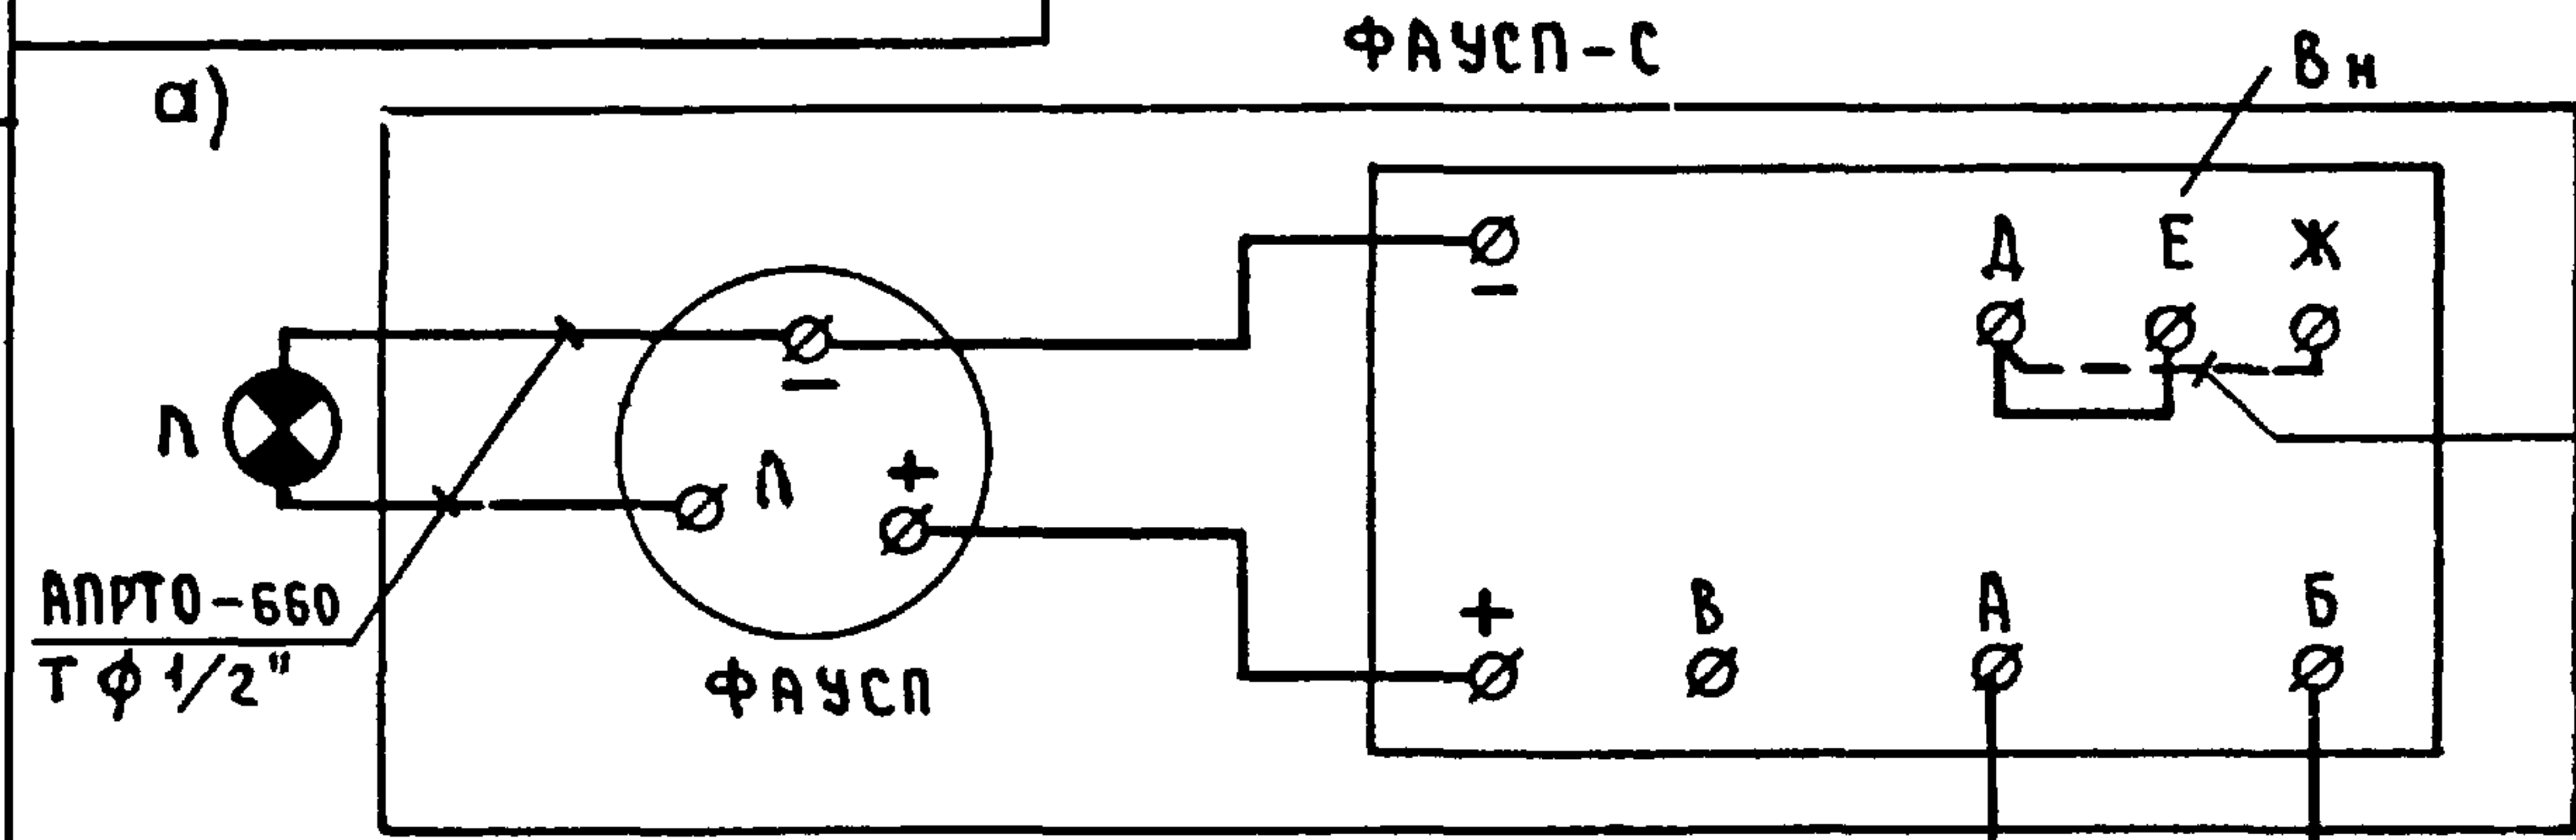 ФАУСП-С
Вн
а)
Д Е Ж
-
-
Л
Л +
АПРТО-660
Т ф 1/2"
+ В А Б
ФАУСП